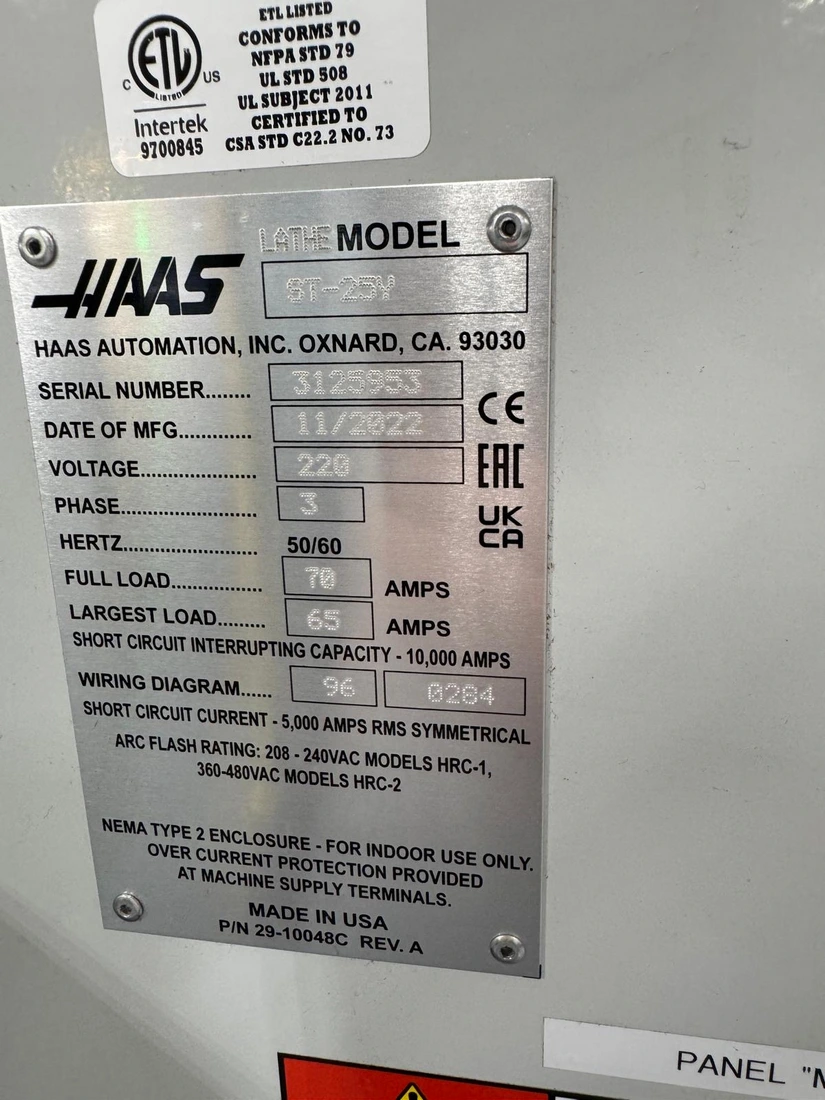 ETL LISTED
CONFORMS TO
NFPA STD 79
UL STD 508
UL SUBJECT 2011
CERTIFIED TO
CSA STD C22.2 NO. 73
C ETL US
LISTED
Intertek
9700845
LATHE MODEL
HAAS
ST-25Y
HAAS AUTOMATION, INC. OXNARD, CA. 93030
SERIAL NUMBER........ 3125953
DATE OF MFG............ 11/2022
VOLTAGE................... 220
PHASE...................... 3
HERTZ...................... 50/60
FULL LOAD............... 70 AMPS
LARGEST LOAD......... 65 AMPS
CE
EAC
UK
CA
SHORT CIRCUIT INTERRUPTING CAPACITY - 10,000 AMPS
WIRING DIAGRAM...... 96 0284
SHORT CIRCUIT CURRENT - 5,000 AMPS RMS SYMMETRICAL
ARC FLASH RATING: 208 - 240VAC MODELS HRC-1,
360-480VAC MODELS HRC-2
NEMA TYPE 2 ENCLOSURE - FOR INDOOR USE ONLY.
OVER CURRENT PROTECTION PROVIDED
AT MACHINE SUPPLY TERMINALS.
MADE IN USA
P/N 29-10048C REV. A
PANEL "M